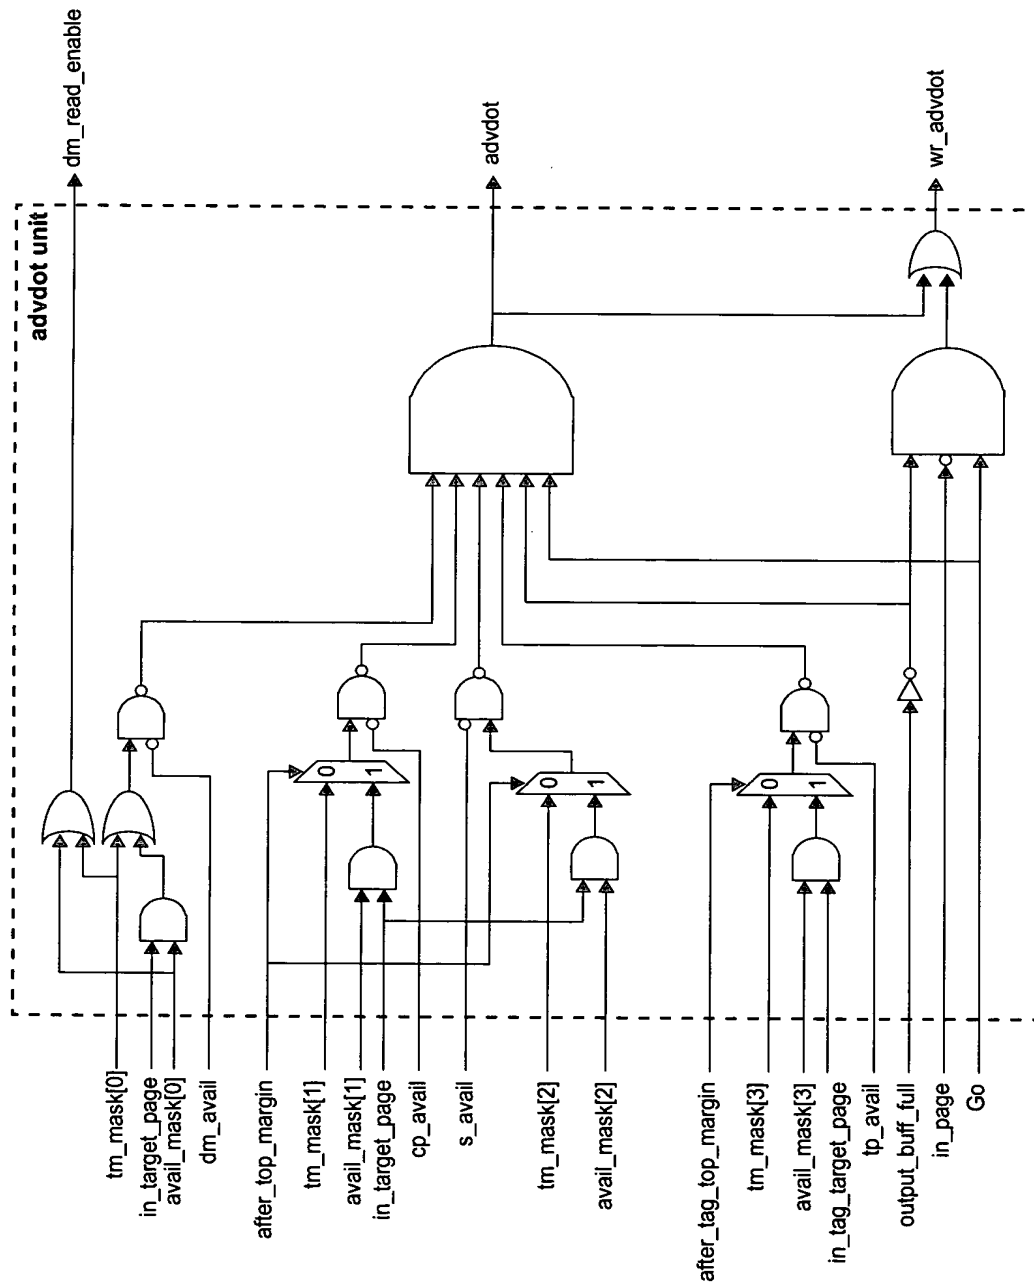 advdot unit
dm_read_enable
advdot
wr_advdot
tm_mask[0]
in_target_page
avail_mask[0]
dm_avail
after_top_margin
tm_mask[1]
avail_mask[1]
in_target_page
cp_avail
s_avail
tm_mask[2]
avail_mask[2]
after_tag_top_margin
tm_mask[3]
avail_mask[3]
in_tag_target_page
tp_avail
output_buff_full
in_page
Go
0
1
0
1
0
1